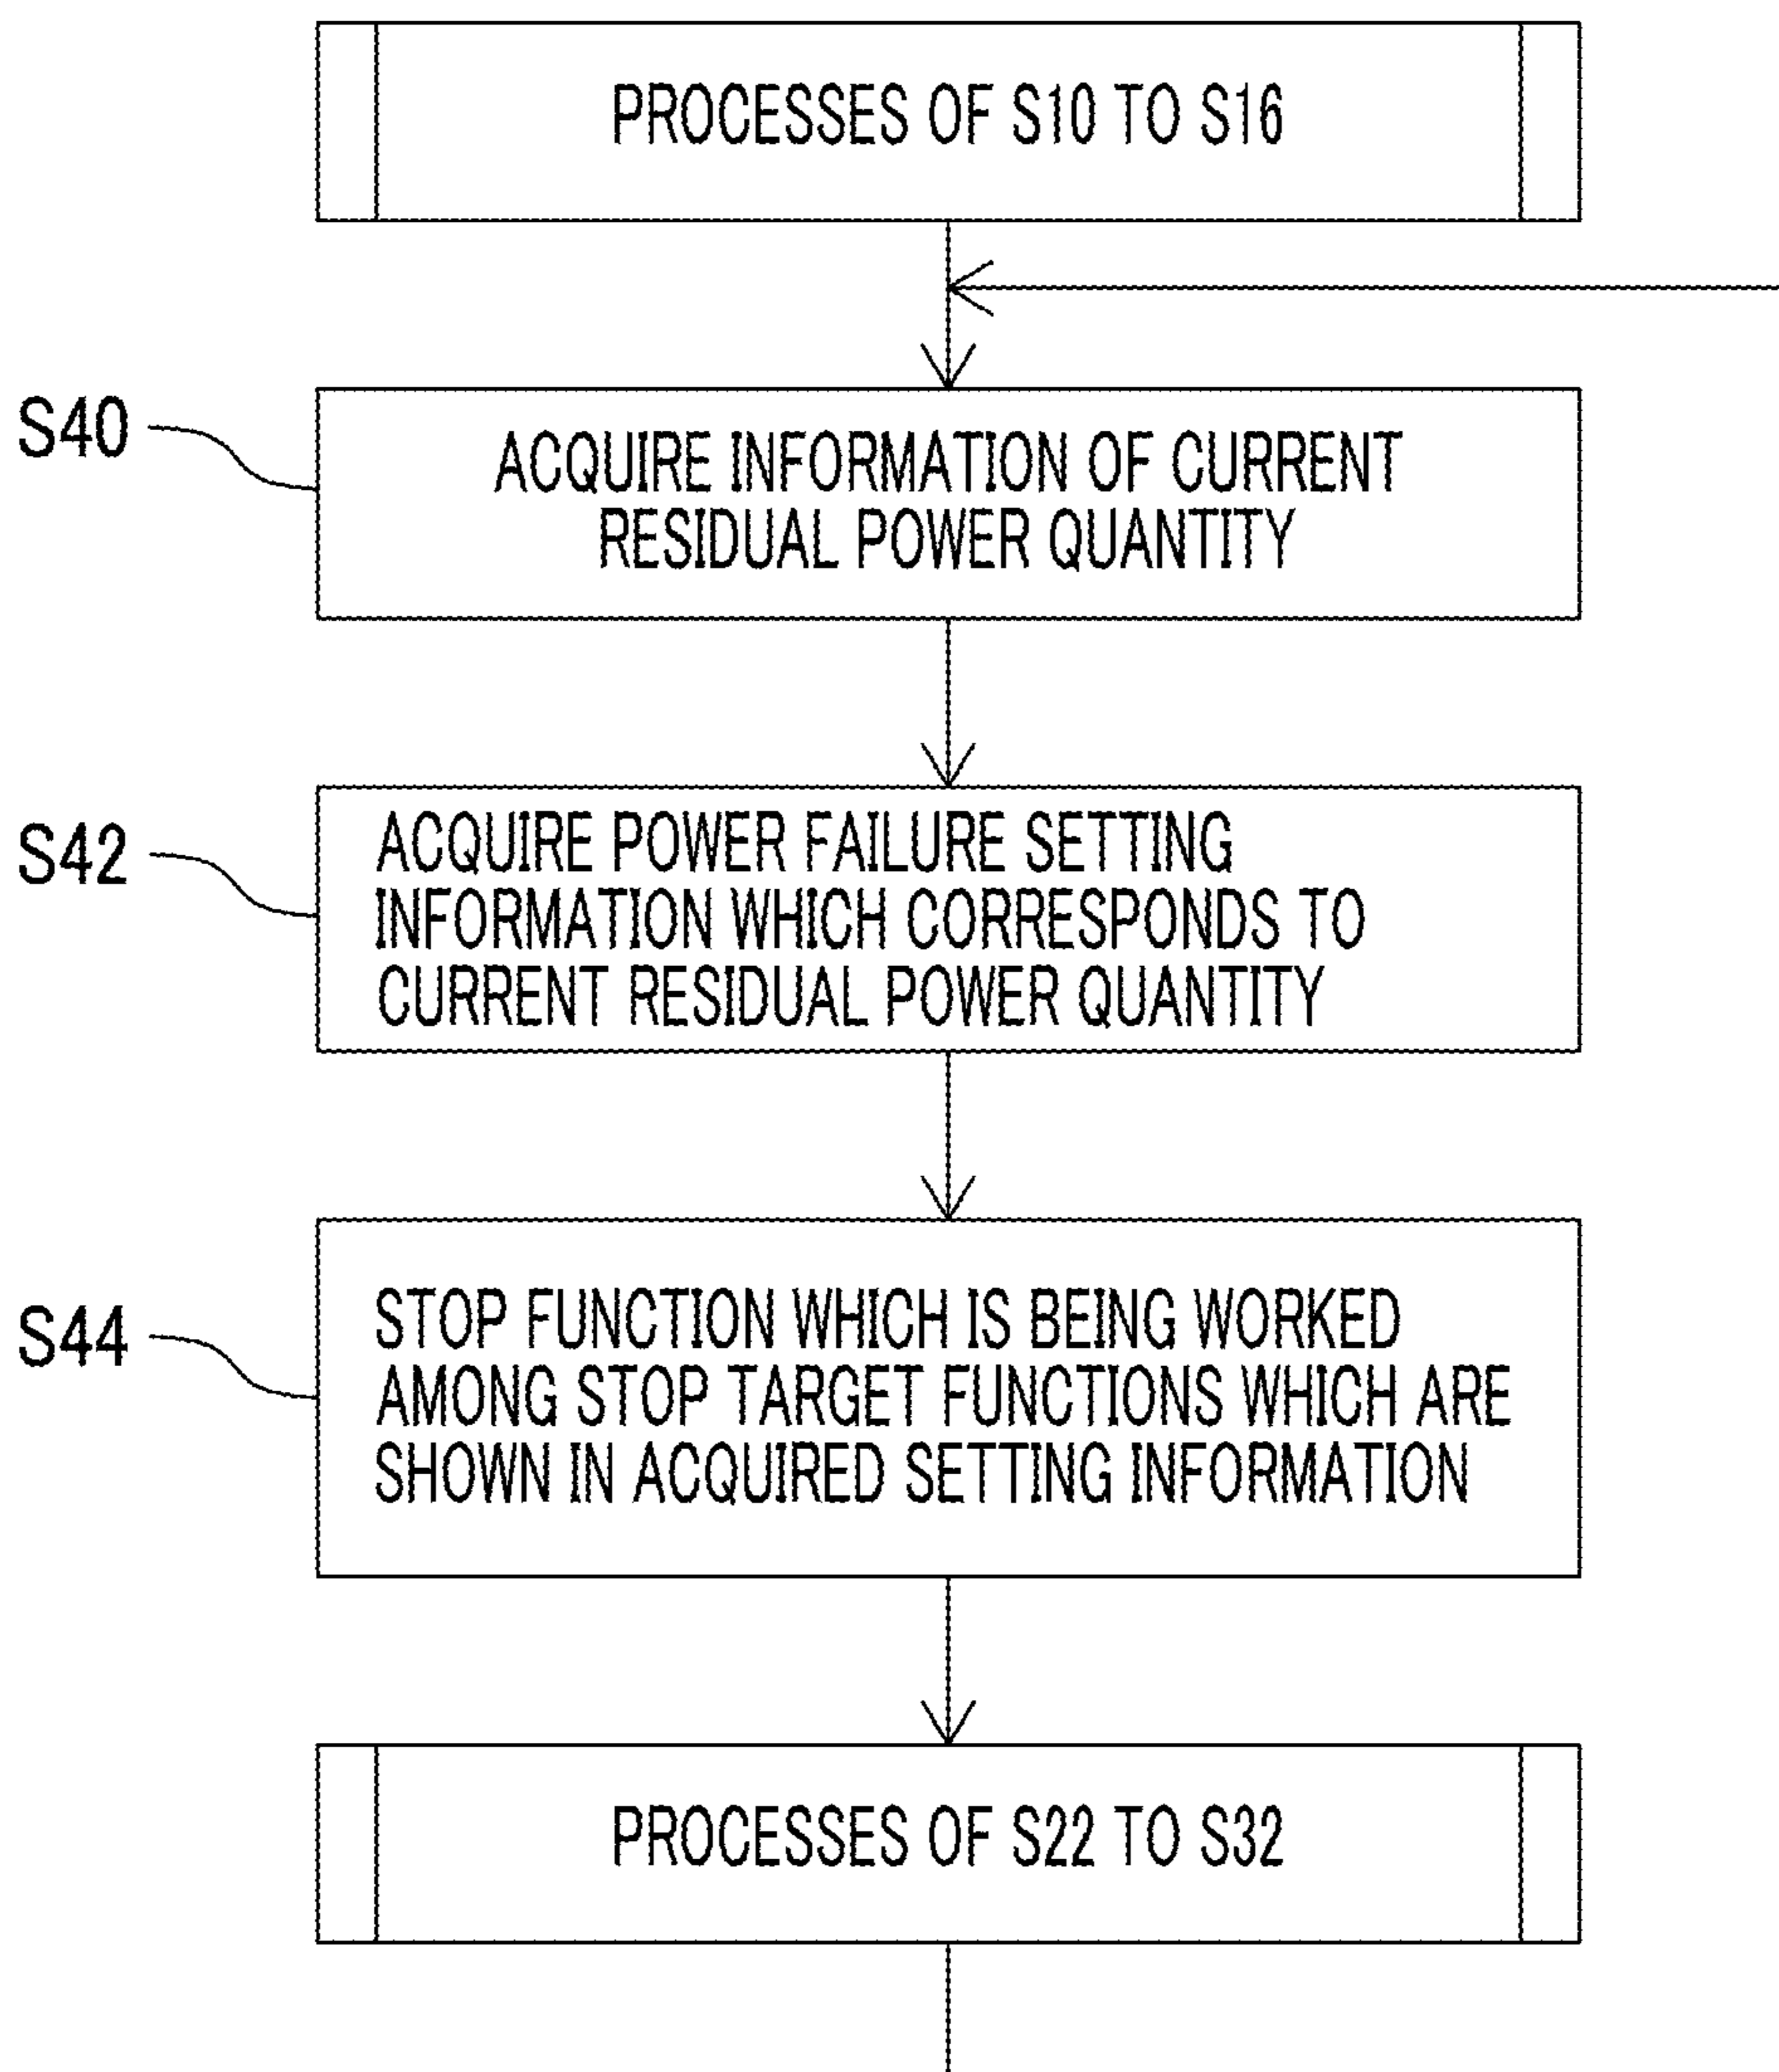 PROCESSES OF S10 TO S16
S40
ACQUIRE INFORMATION OF CURRENT
RESIDUAL POWER QUANTITY
S42
ACQUIRE POWER FAILURE SETTING
INFORMATION WHICH CORRESPONDS TO
CURRENT RESIDUAL POWER QUANTITY
S44
STOP FUNCTION WHICH IS BEING WORKED
AMONG STOP TARGET FUNCTIONS WHICH ARE
SHOWN IN ACQUIRED SETTING INFORMATION
PROCESSES OF S22 TO S32